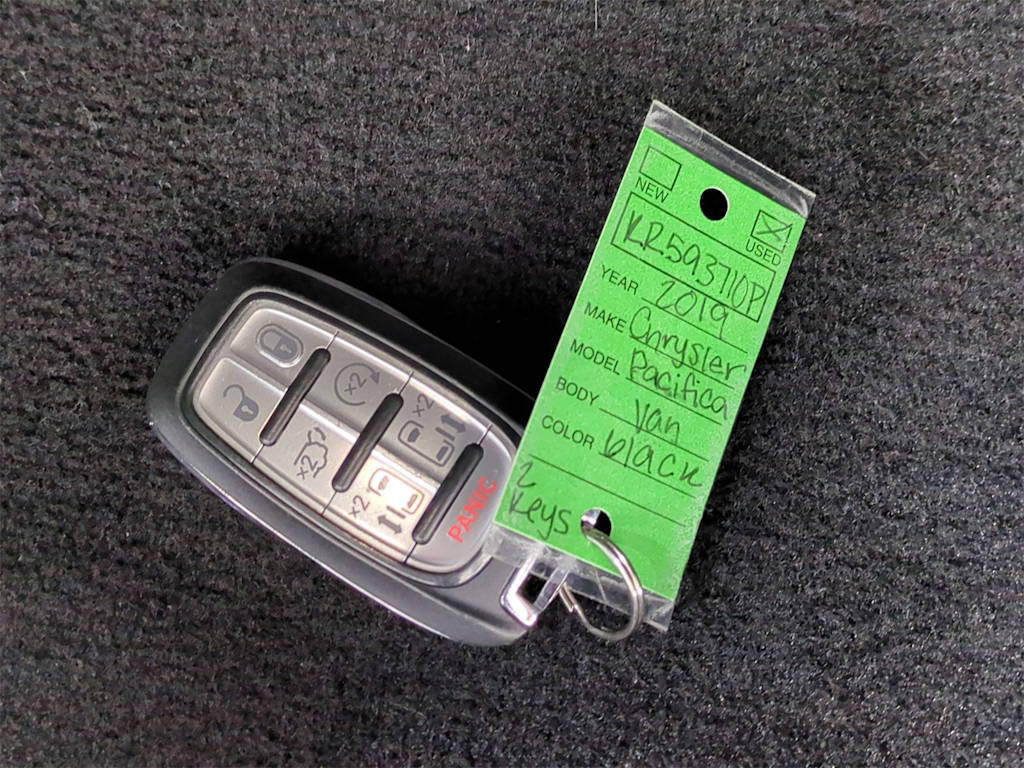 NEW
USED
KR593710P
YEAR 2019
MAKE Chrysler
MODEL Pacifica
BODY Van
COLOR black
2
Keys
x2
x2
x2
x2
PANIC